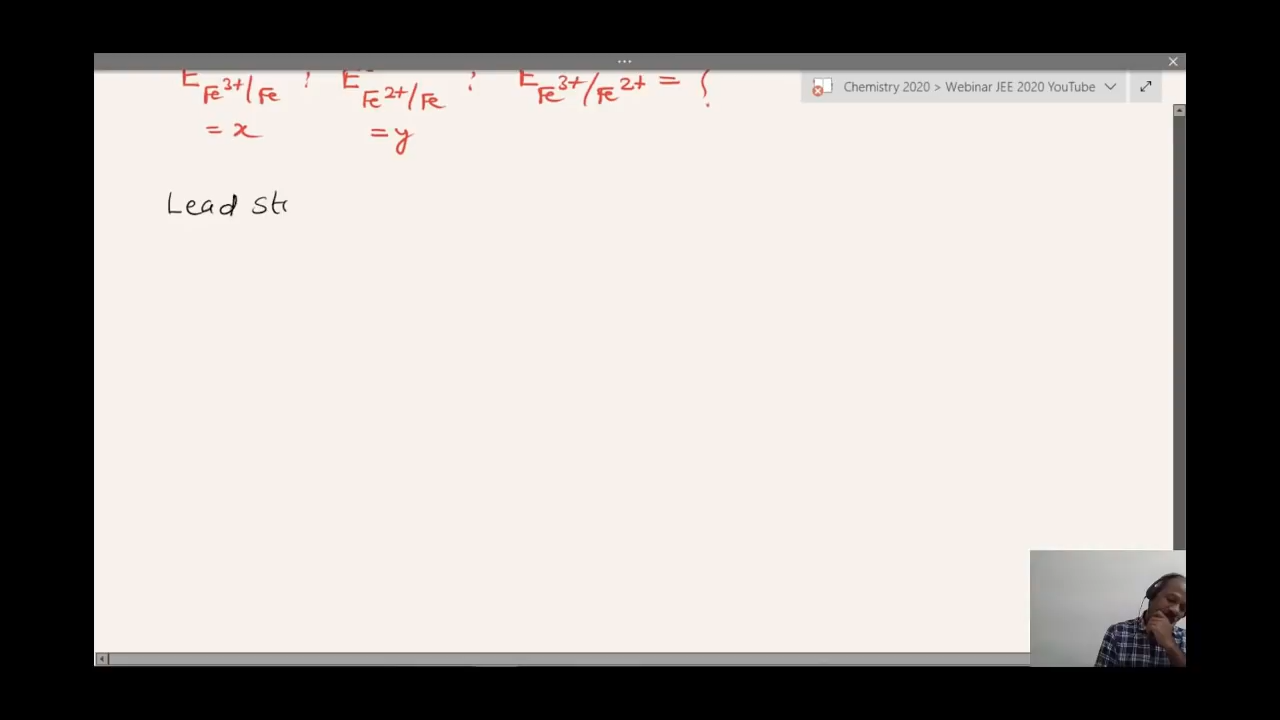 E Fe3+/Fe ; E Fe2+/Fe ; E Fe3+/Fe2+ = ?
= x = y
Chemistry 2020 > Webinar JEE 2020 YouTube
Lead St